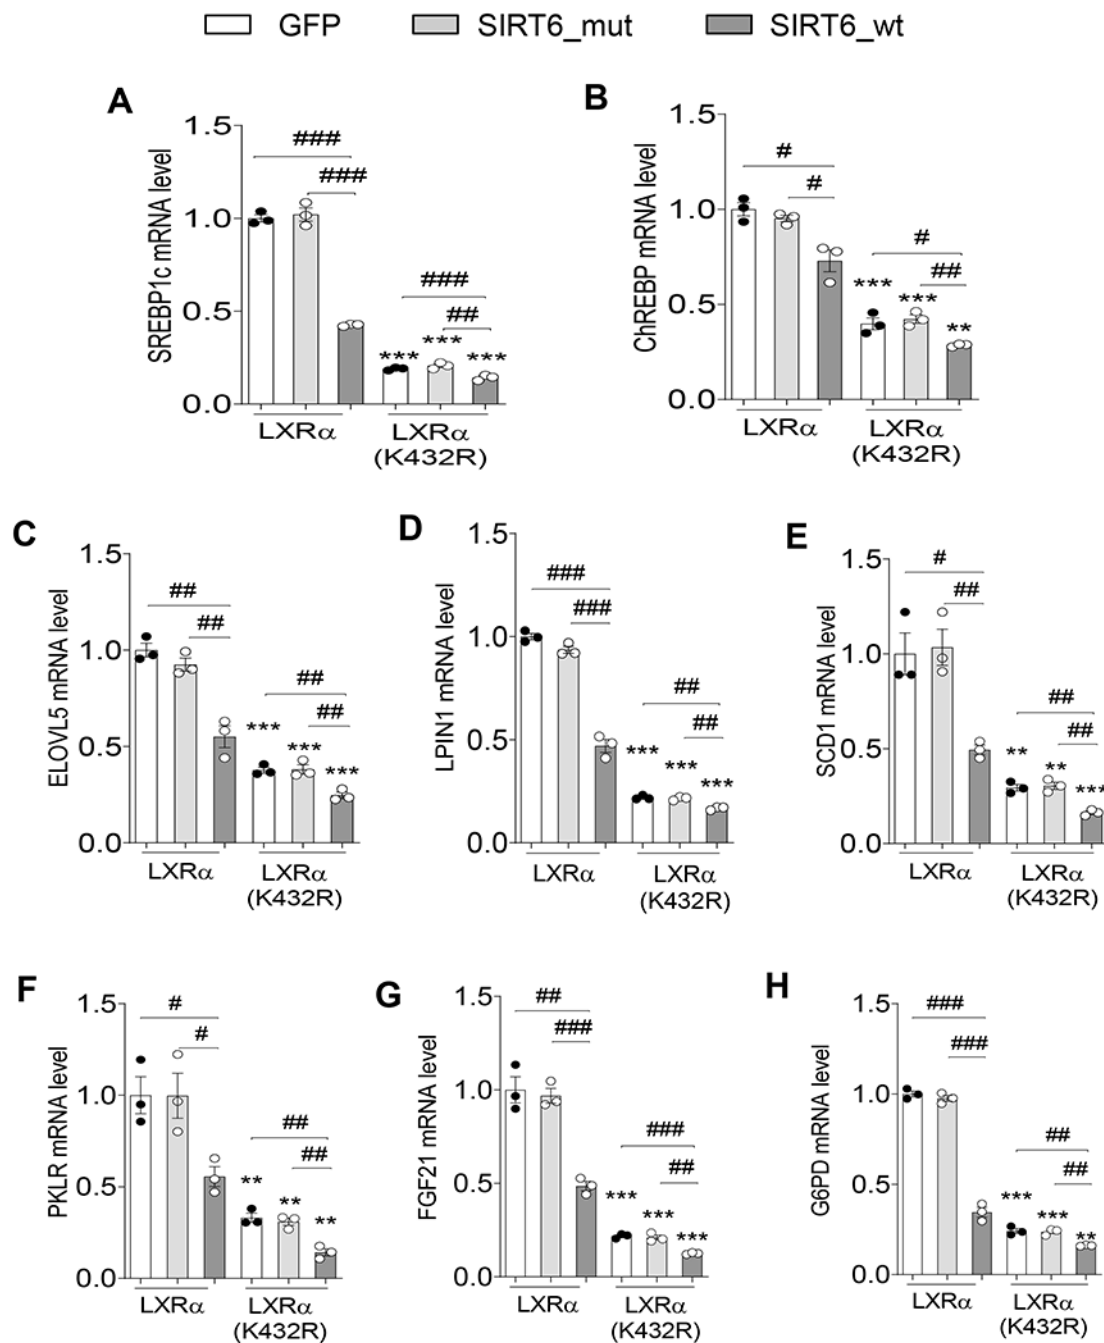 GFP SIRT6_mut SIRT6_wt
A
SREBP1c mRNA level
1.5
1.0
0.5
0.0
###
###
###
##
***
***
***
LXRα
LXRα
(K432R)
B
ChREBP mRNA level
1.5
1.0
0.5
0.0
#
#
#
##
***
***
**
LXRα
LXRα
(K432R)
C
ELOVL5 mRNA level
1.5
1.0
0.5
0.0
##
##
##
##
***
***
***
LXRα
LXRα
(K432R)
D
LPIN1 mRNA level
1.5
1.0
0.5
0.0
###
###
##
##
***
***
***
LXRα
LXRα
(K432R)
E
SCD1 mRNA level
1.5
1.0
0.5
0.0
#
##
##
##
**
**
***
LXRα
LXRα
(K432R)
F
PKLR mRNA level
1.5
1.0
0.5
0.0
#
#
##
##
**
**
**
LXRα
LXRα
(K432R)
G
FGF21 mRNA level
1.5
1.0
0.5
0.0
##
###
###
##
***
***
***
LXRα
LXRα
(K432R)
H
G6PD mRNA level
1.5
1.0
0.5
0.0
###
###
##
##
***
***
**
LXRα
LXRα
(K432R)